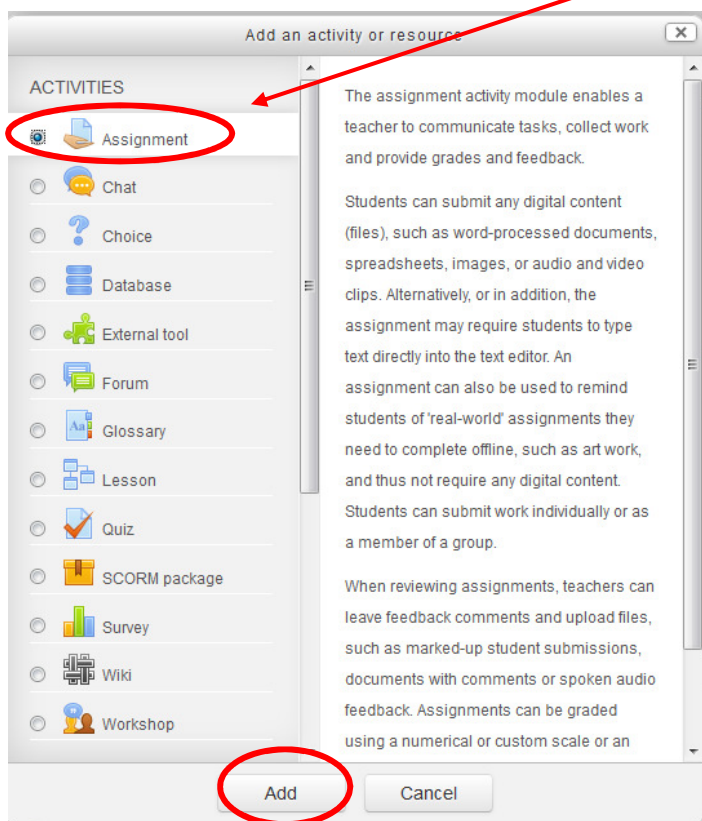 Add an activity or resource
ACTIVITIES
Assignment
Chat
Choice
Database
External tool
Forum
Aa
Glossary
Lesson
Quiz
SCORM package
Survey
Wiki
Workshop
The assignment activity module enables a
teacher to communicate tasks, collect work
and provide grades and feedback.
Students can submit any digital content
(files), such as word-processed documents,
spreadsheets, images, or audio and video
clips. Alternatively, or in addition, the
assignment may require students to type
text directly into the text editor. An
assignment can also be used to remind
students of 'real-world' assignments they
need to complete offline, such as art work,
and thus not require any digital content.
Students can submit work individually or as
a member of a group.
When reviewing assignments, teachers can
leave feedback comments and upload files,
such as marked-up student submissions,
documents with comments or spoken audio
feedback. Assignments can be graded
using a numerical or custom scale or an
Add
Cancel